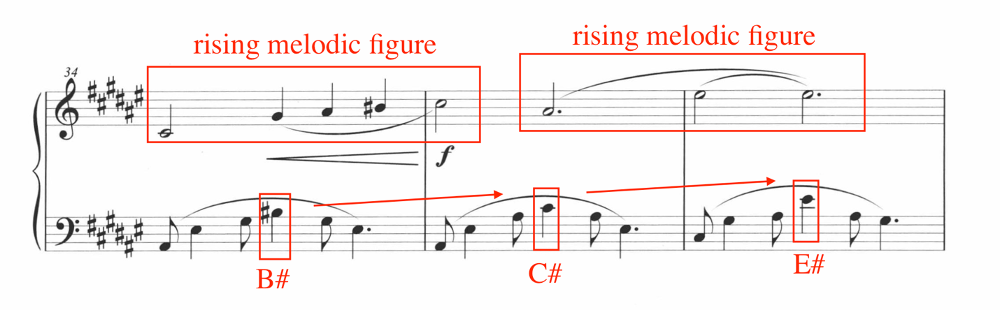 rising melodic figure
rising melodic figure
34
f
B#
C#
E#